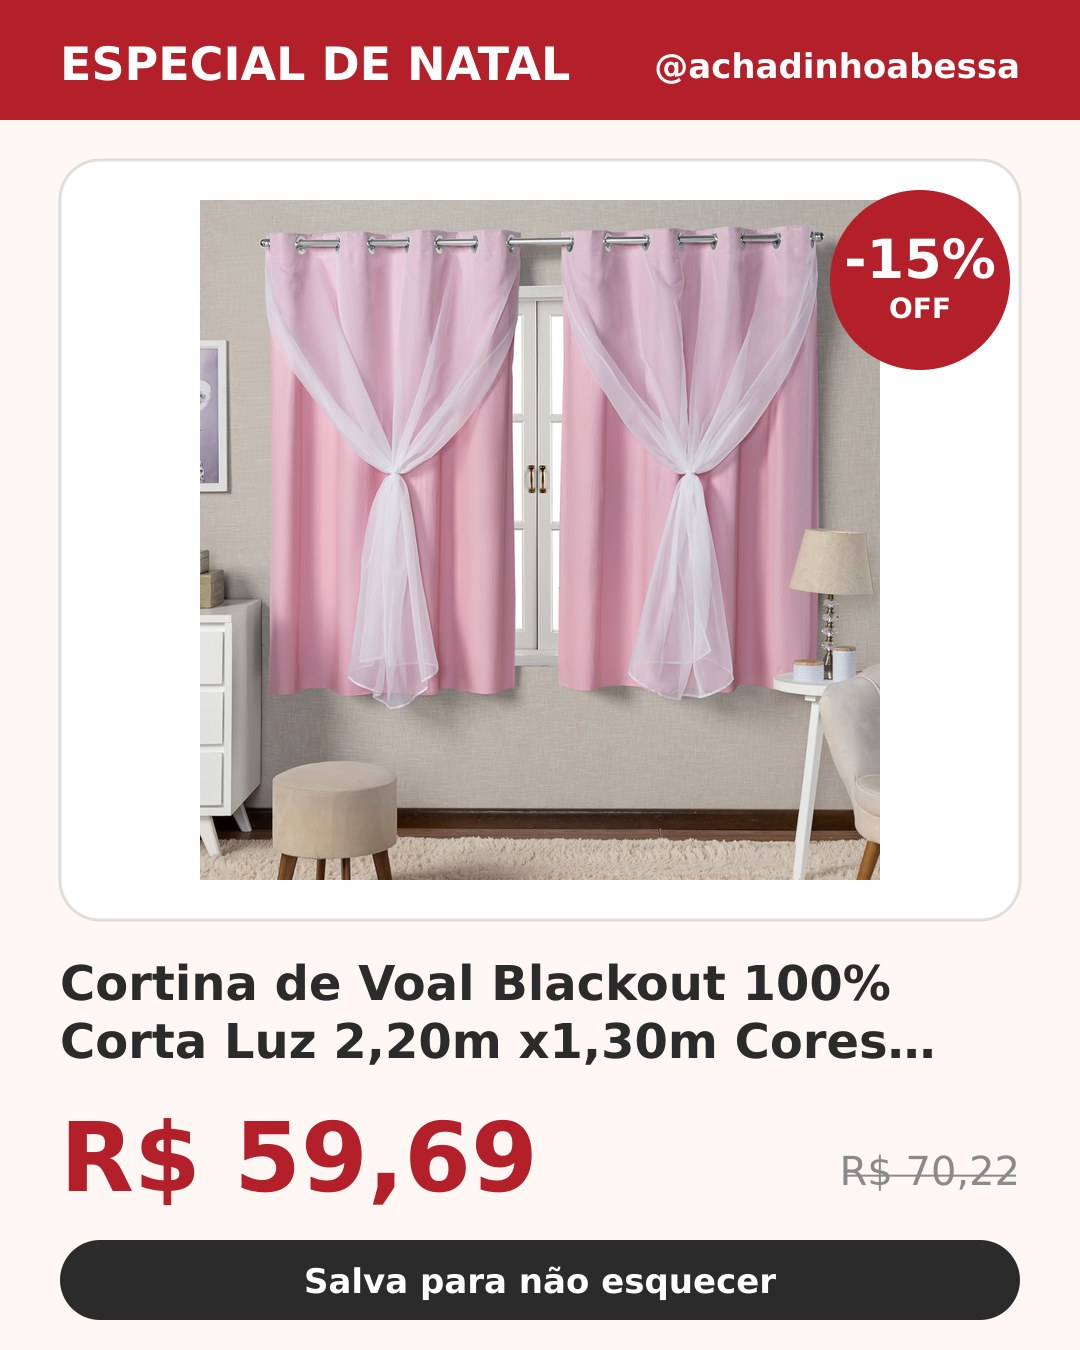 ESPECIAL DE NATAL
@achadinhoabessa
-15%
OFF
Cortina de Voal Blackout 100%
Corta Luz 2,20m x1,30m Cores...
R$ 59,69
R$ 70,22
Salva para não esquecer